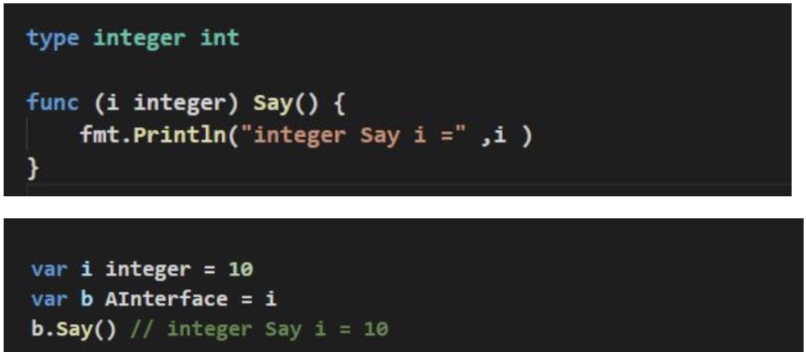 type integer int
func (i integer) Say() {
    fmt.Println("integer Say i =" ,i )
}
var i integer = 10
var b AInterface = i
b.Say() // integer Say i = 10